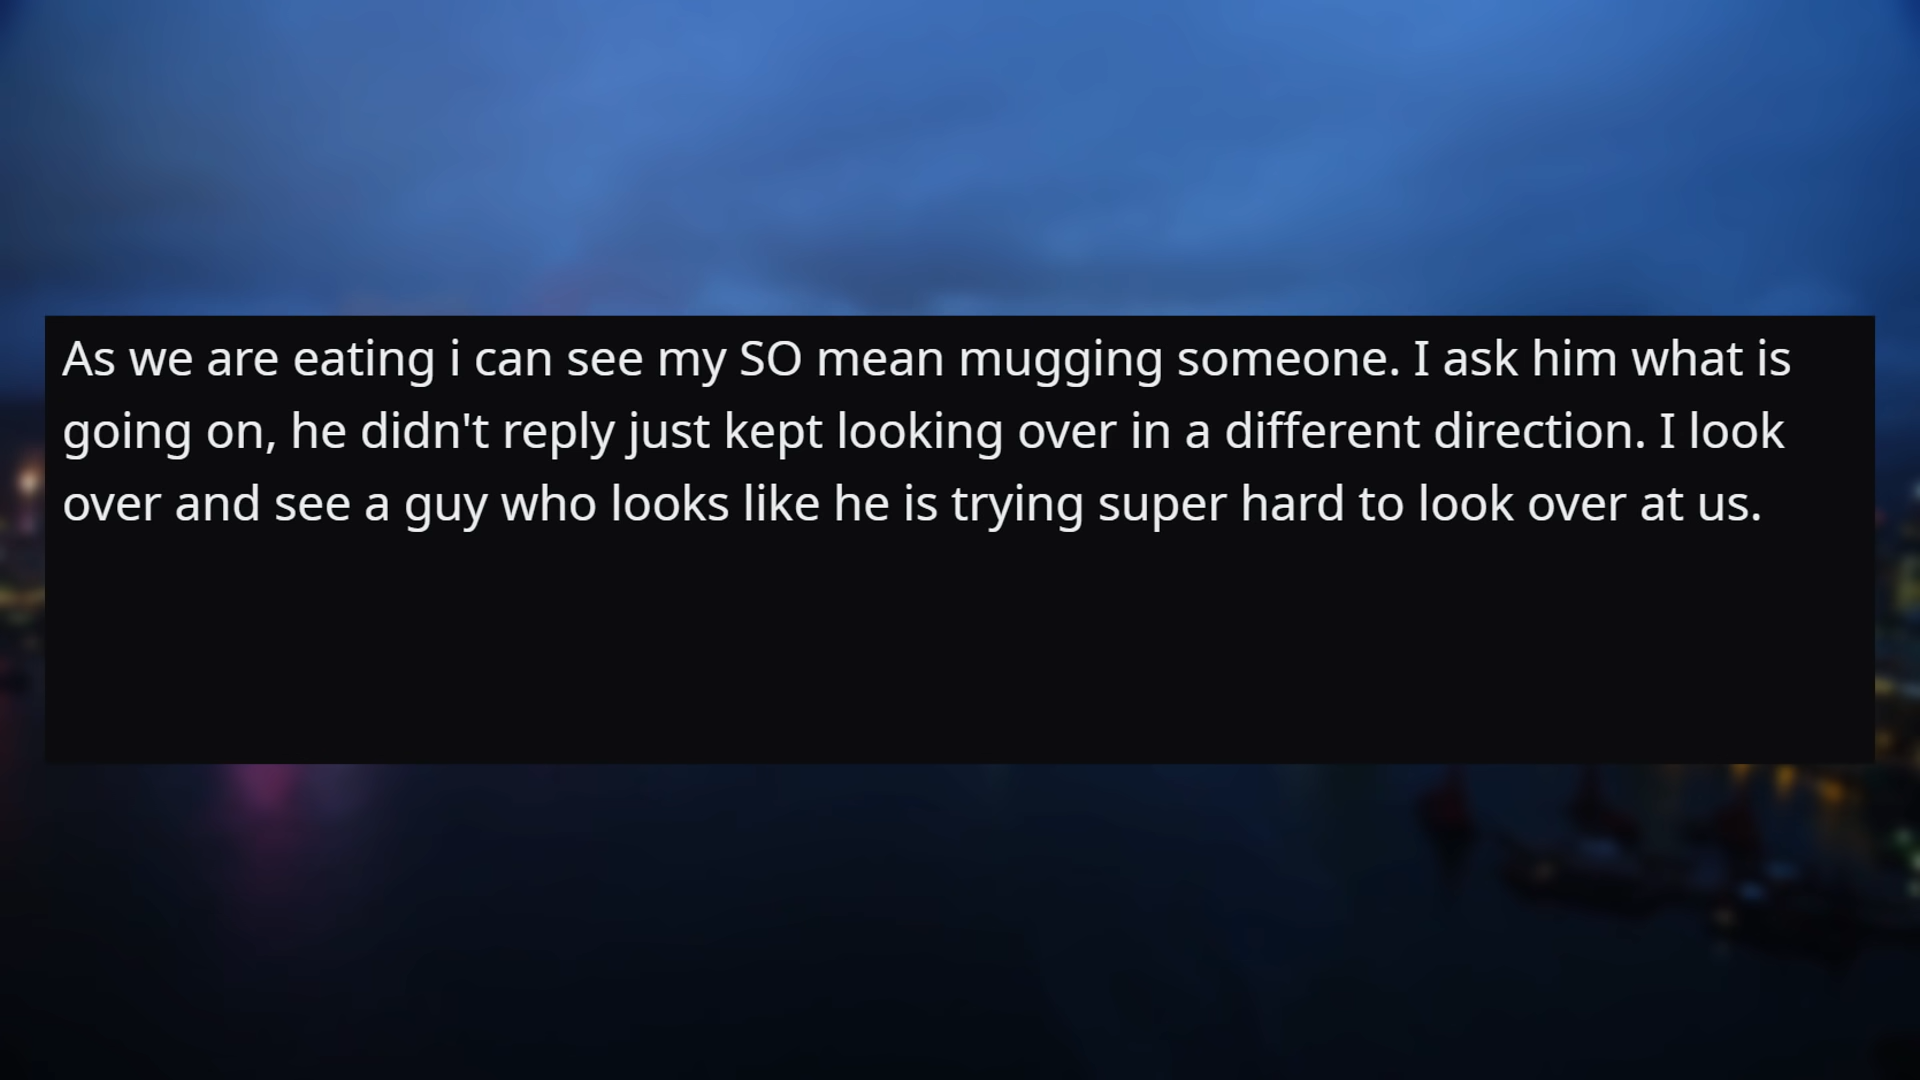 As we are eating i can see my SO mean mugging someone. I ask him what is
going on, he didn't reply just kept looking over in a different direction. I look
over and see a guy who looks like he is trying super hard to look over at us.